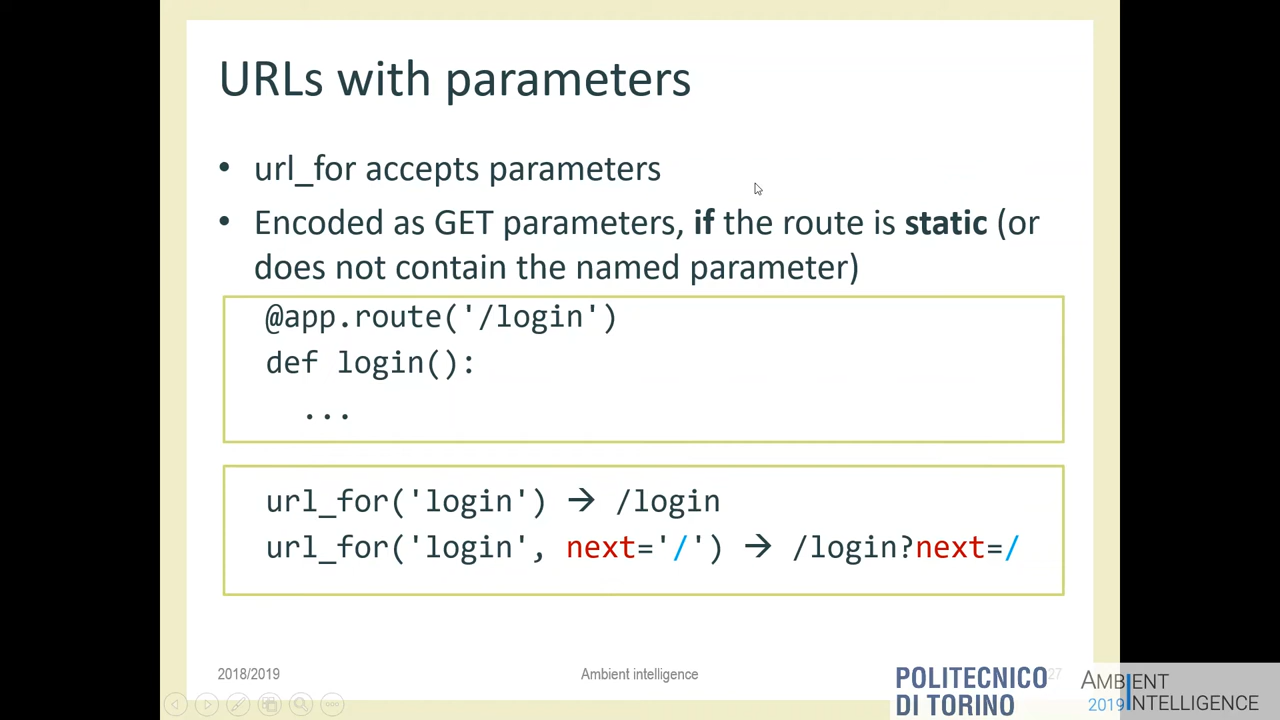 URLs with parameters
• url_for accepts parameters
• Encoded as GET parameters, if the route is static (or
does not contain the named parameter)
@app.route('/login')
def login():
...
url_for('login') → /login
url_for('login', next='/') → /login?next=/
2018/2019
Ambient intelligence
27
POLITECNICO
DI TORINO
AMBIENT
2019 INTELLIGENCE